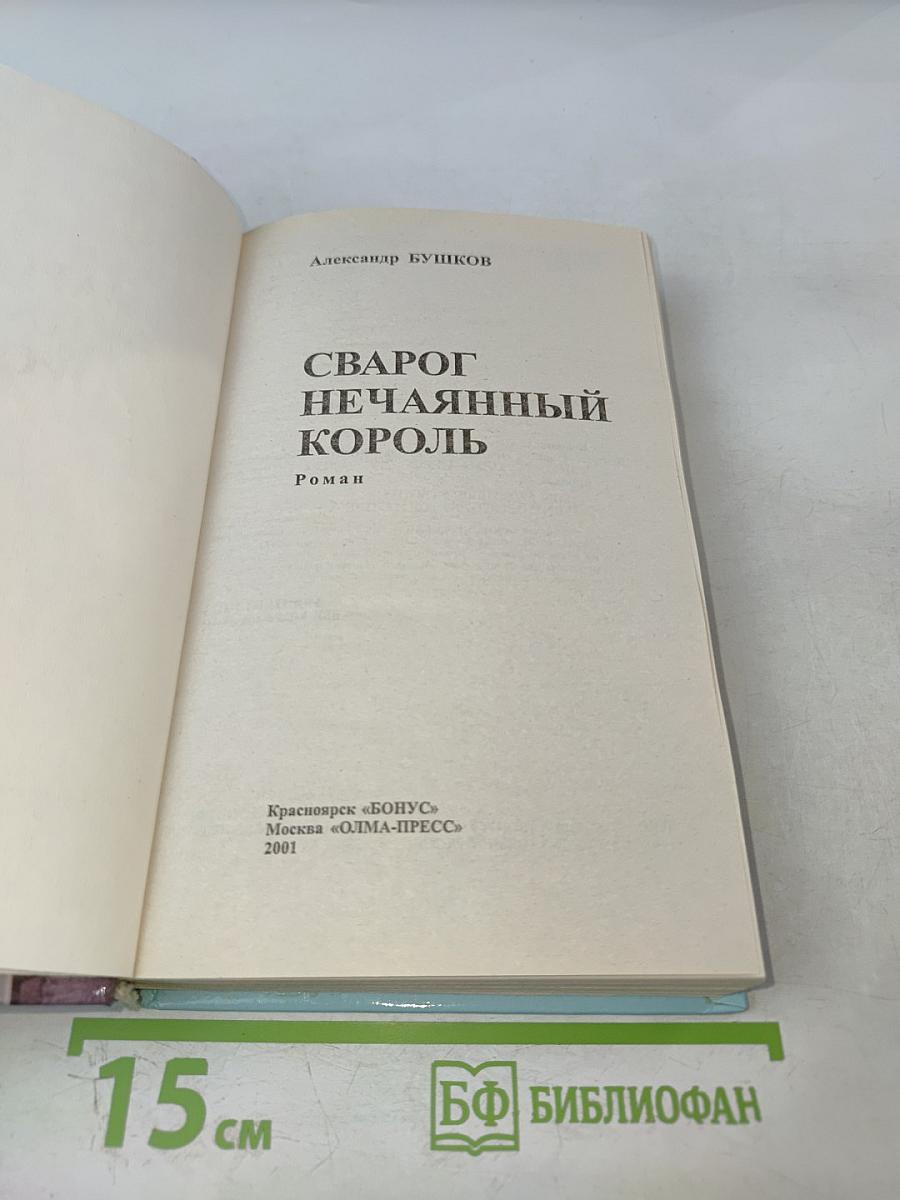 Александр БУШКОВ
СВАРОГ
НЕЧАЯННЫЙ
КОРОЛЬ
Роман
Красноярск «БОНУС»
Москва «ОЛМА-ПРЕСС»
2001
15 см
БФ БИБЛИОФАН